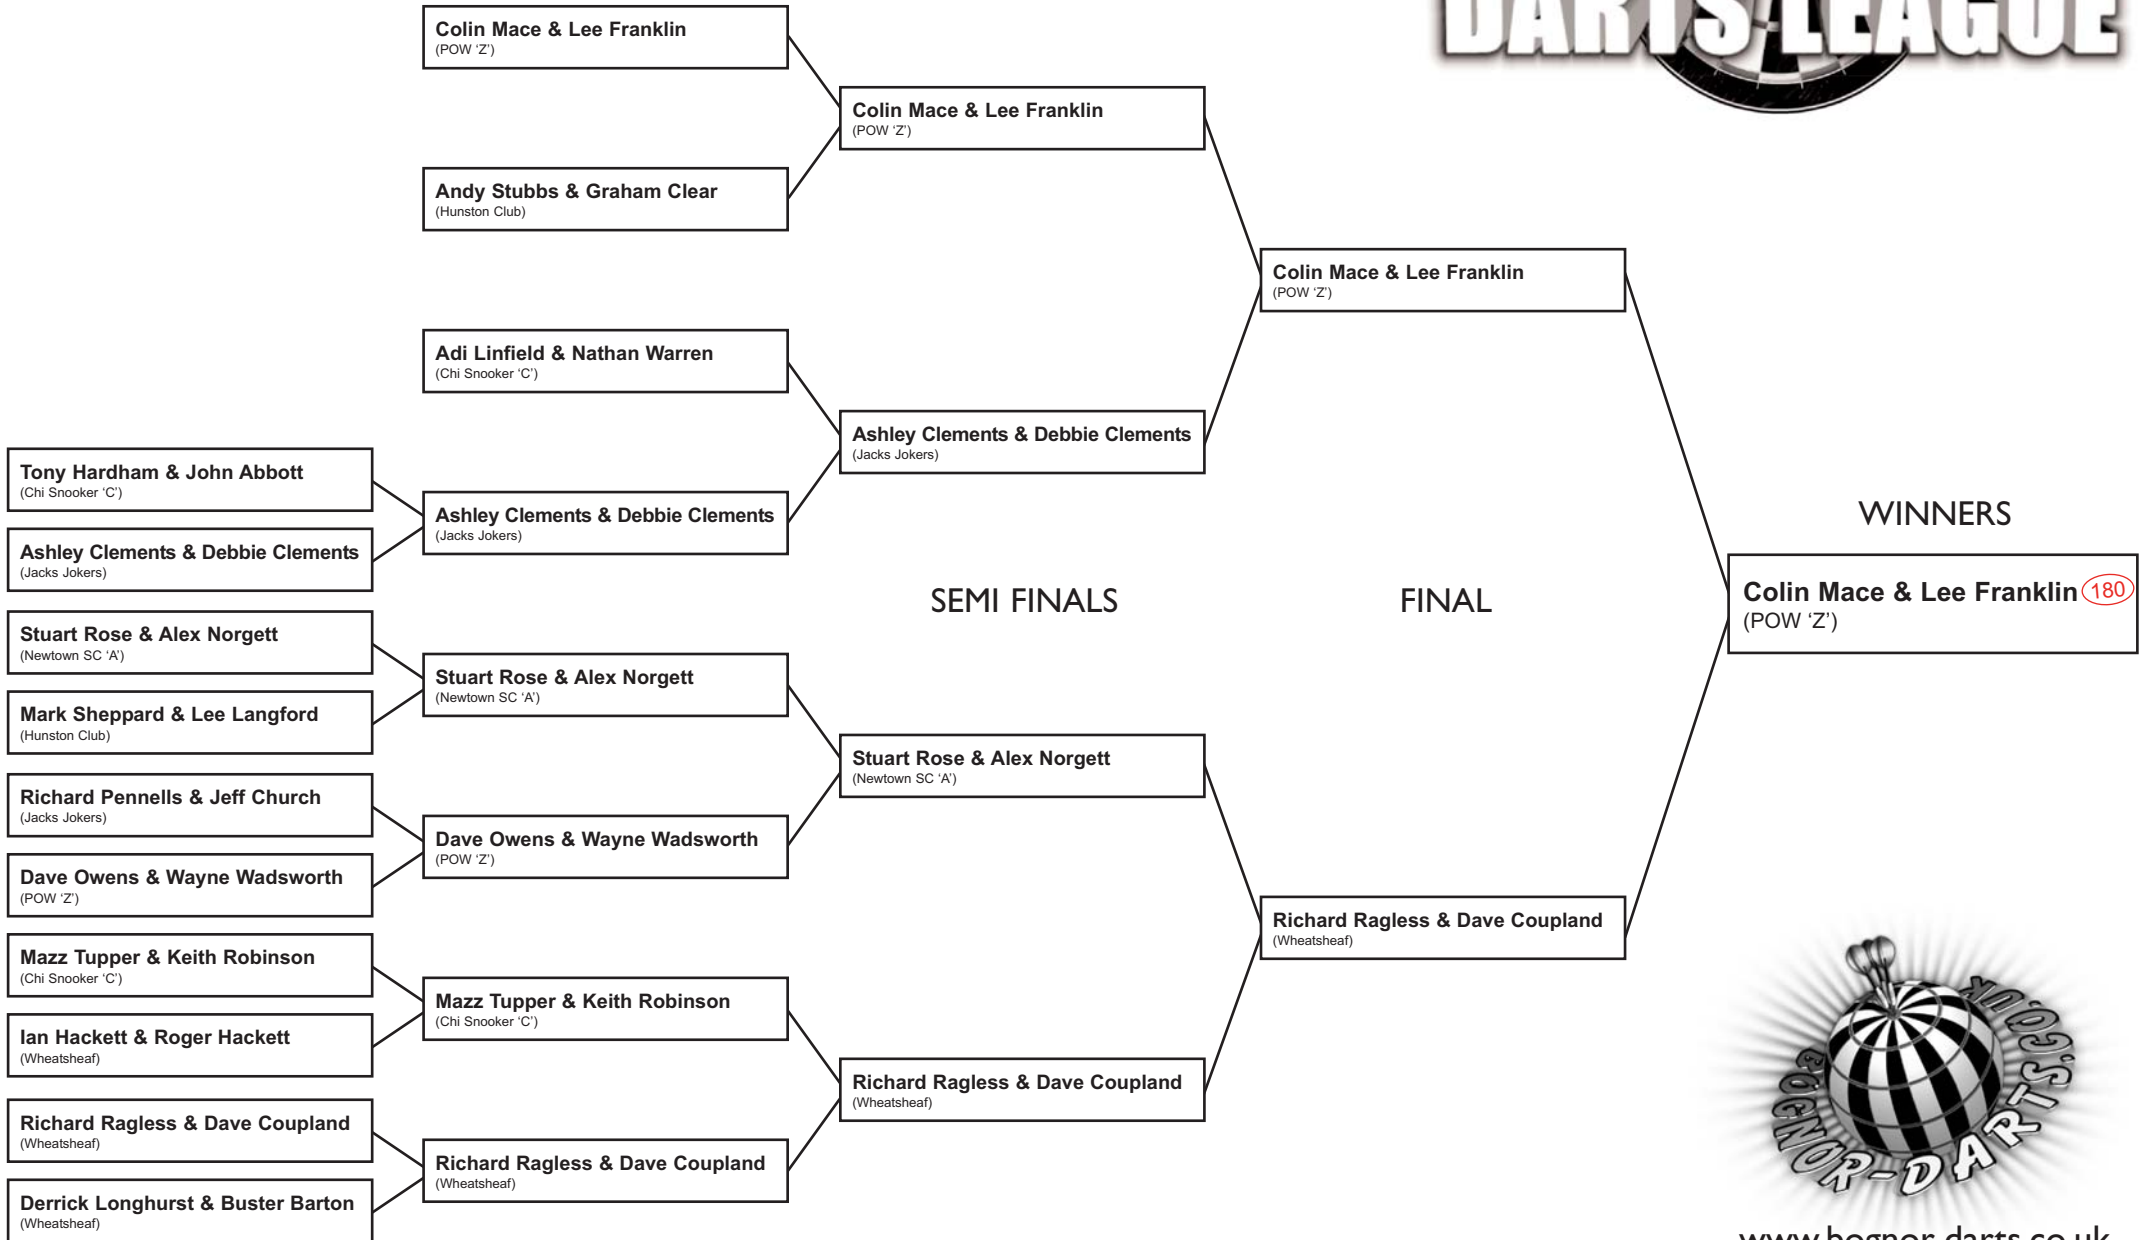 DARTS LEAGUE
Colin Mace & Lee Franklin
(POW ‘Z’)
Andy Stubbs & Graham Clear
(Hunston Club)
Adi Linfield & Nathan Warren
(Chi Snooker ‘C’)
Tony Hardham & John Abbott
(Chi Snooker ‘C’)
Ashley Clements & Debbie Clements
(Jacks Jokers)
Ashley Clements & Debbie Clements
(Jacks Jokers)
Stuart Rose & Alex Norgett
(Newtown SC ‘A’)
Mark Sheppard & Lee Langford
(Hunston Club)
Stuart Rose & Alex Norgett
(Newtown SC ‘A’)
Richard Pennells & Jeff Church
(Jacks Jokers)
Dave Owens & Wayne Wadsworth
(POW ‘Z’)
Dave Owens & Wayne Wadsworth
(POW ‘Z’)
Mazz Tupper & Keith Robinson
(Chi Snooker ‘C’)
Ian Hackett & Roger Hackett
(Wheatsheaf)
Mazz Tupper & Keith Robinson
(Chi Snooker ‘C’)
Richard Ragless & Dave Coupland
(Wheatsheaf)
Derrick Longhurst & Buster Barton
(Wheatsheaf)
Richard Ragless & Dave Coupland
(Wheatsheaf)
Colin Mace & Lee Franklin
(POW ‘Z’)
Ashley Clements & Debbie Clements
(Jacks Jokers)
SEMI FINALS
Stuart Rose & Alex Norgett
(Newtown SC ‘A’)
Richard Ragless & Dave Coupland
(Wheatsheaf)
Colin Mace & Lee Franklin
(POW ‘Z’)
FINAL
Richard Ragless & Dave Coupland
(Wheatsheaf)
WINNERS
Colin Mace & Lee Franklin 180
(POW ‘Z’)
BOGNOR-DARTS.CO.UK
www.bognor-darts.co.uk